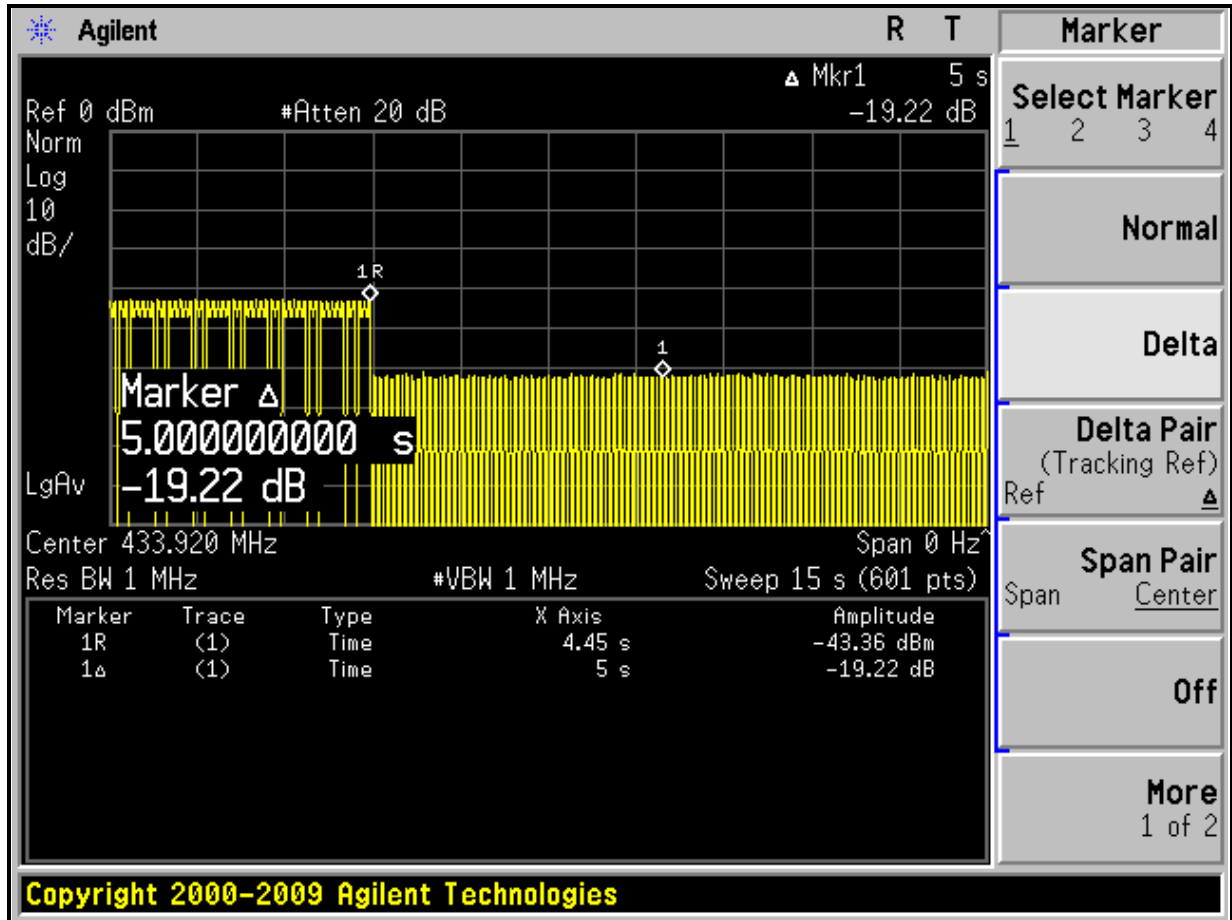 Agilent R T
Marker
Δ Mkr1 5 s
Ref 0 dBm #Atten 20 dB -19.22 dB
Norm
Log
10
dB/
1R
1
Marker Δ
5.000000000 s
-19.22 dB
LgAv
Center 433.920 MHz Span 0 Hz^
Res BW 1 MHz #VBW 1 MHz Sweep 15 s (601 pts)
Marker Trace Type X Axis Amplitude
1R (1) Time 4.45 s -43.36 dBm
1Δ (1) Time 5 s -19.22 dB
Select Marker
1 2 3 4
Normal
Delta
Delta Pair
(Tracking Ref)
Ref Δ
Span Pair
Span Center
Off
More
1 of 2
Copyright 2000-2009 Agilent Technologies